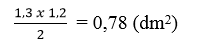 1,3 x 1,2
2
= 0,78 (dm²)